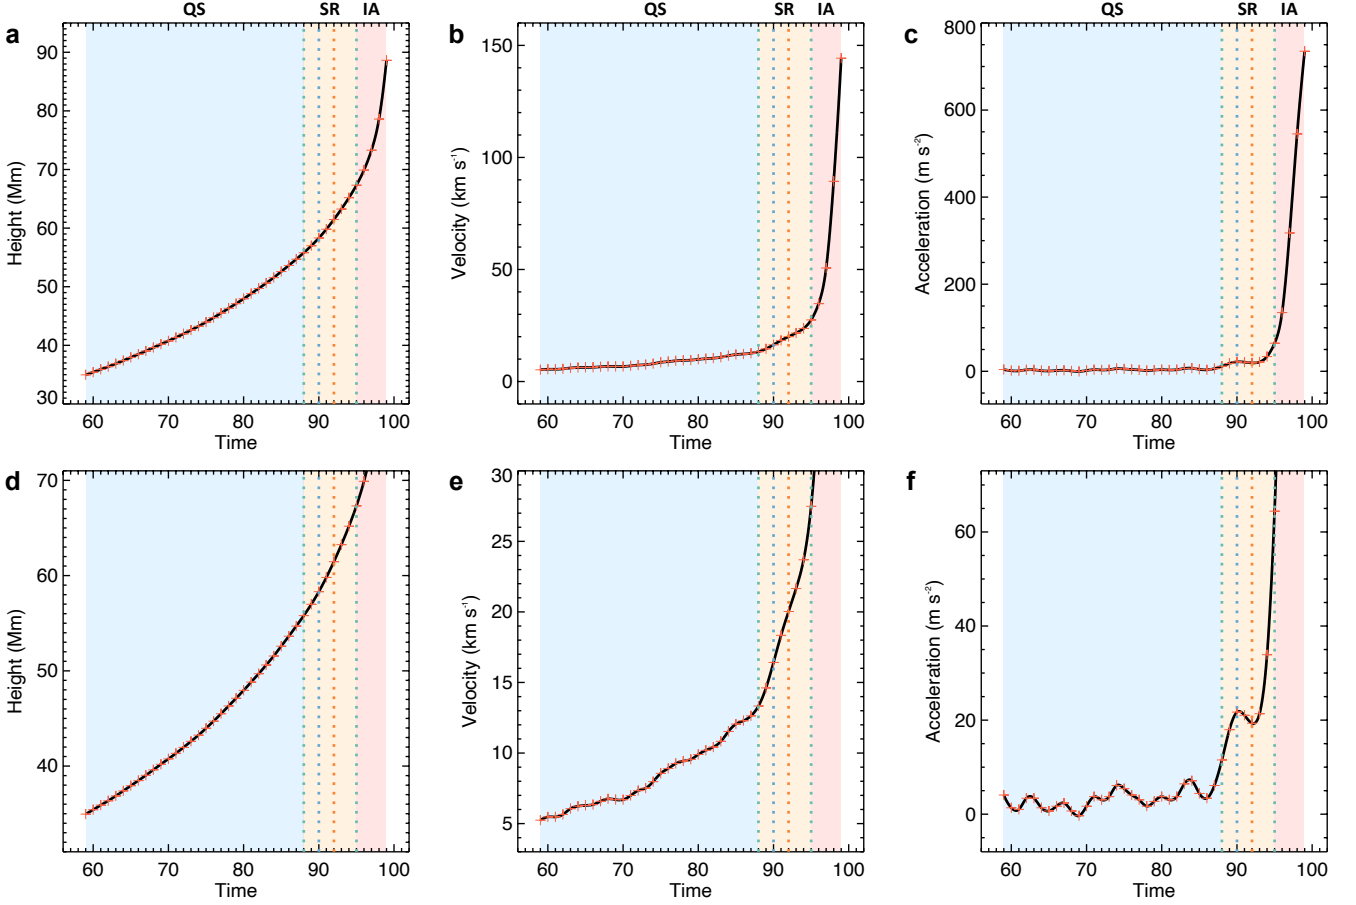 QS SR IA QS SR IA QS SR IA
a b c
90
80
70
60
50
40
30
Height (Mm)
60 70 80 90 100
Time
150
100
50
0
Velocity (km s⁻¹)
60 70 80 90 100
Time
800
600
400
200
0
Acceleration (m s⁻²)
60 70 80 90 100
Time
d e f
70
60
50
40
Height (Mm)
60 70 80 90 100
Time
30
25
20
15
10
5
Velocity (km s⁻¹)
60 70 80 90 100
Time
60
40
20
0
Acceleration (m s⁻²)
60 70 80 90 100
Time